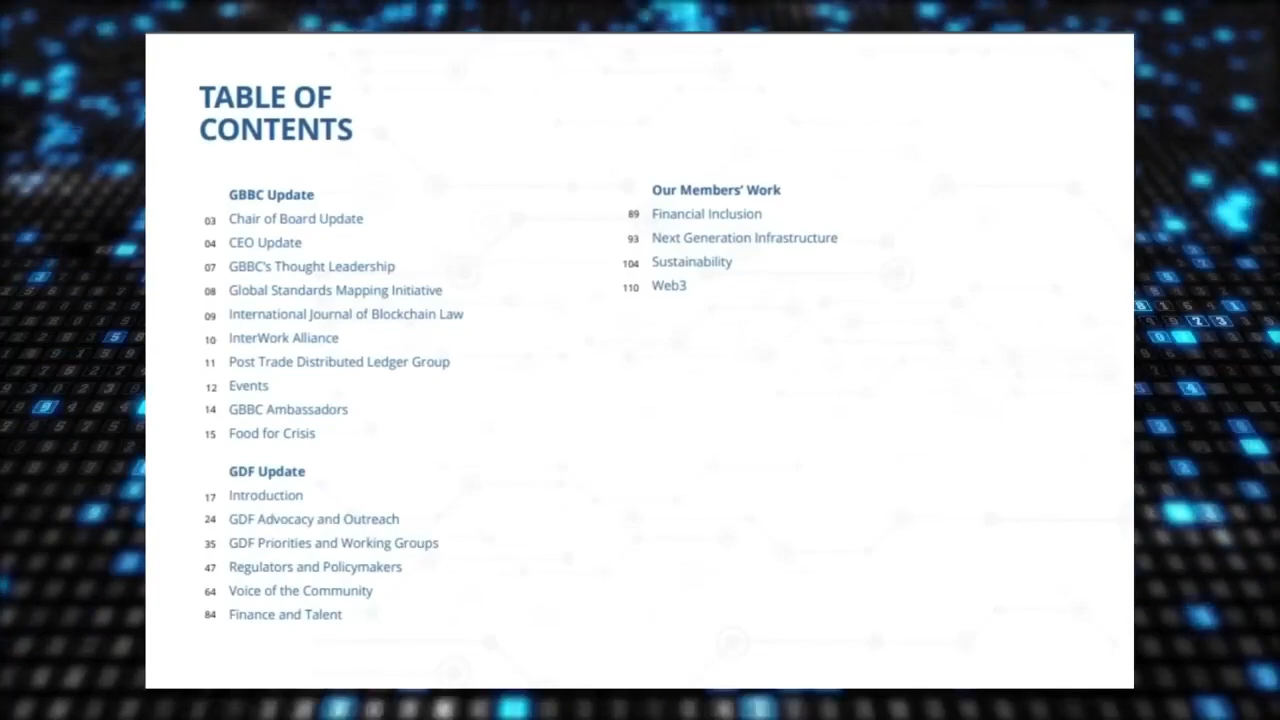 TABLE OF
CONTENTS
GBBC Update
03 Chair of Board Update
04 CEO Update
07 GBBC's Thought Leadership
08 Global Standards Mapping Initiative
09 International Journal of Blockchain Law
10 InterWork Alliance
11 Post Trade Distributed Ledger Group
12 Events
14 GBBC Ambassadors
15 Food for Crisis
GDF Update
17 Introduction
24 GDF Advocacy and Outreach
35 GDF Priorities and Working Groups
47 Regulators and Policymakers
64 Voice of the Community
84 Finance and Talent
Our Members' Work
89 Financial Inclusion
93 Next Generation Infrastructure
104 Sustainability
110 Web3